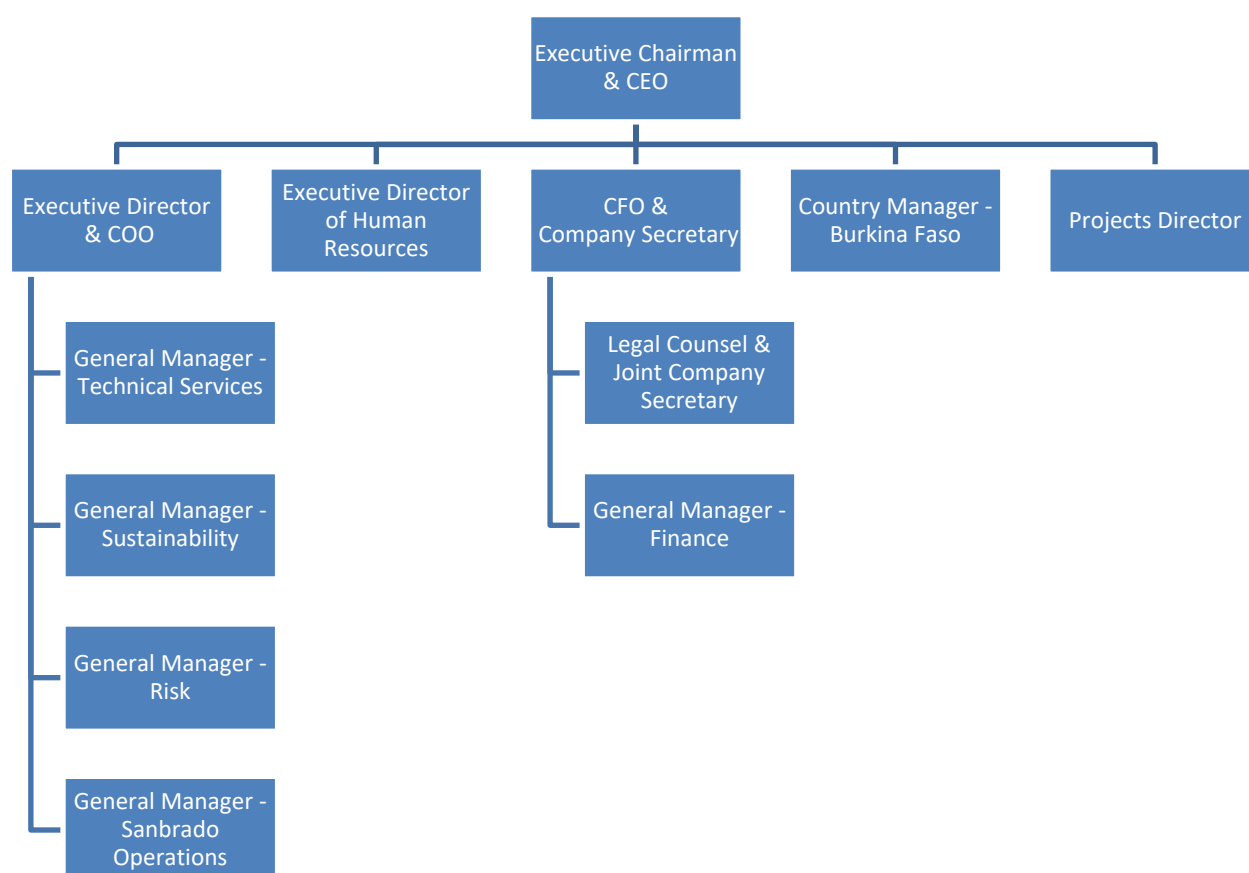 Executive Chairman
& CEO
Executive Director
& COO
Executive Director
of Human
Resources
CFO &
Company Secretary
Country Manager -
Burkina Faso
Projects Director
General Manager -
Technical Services
Legal Counsel &
Joint Company
Secretary
General Manager -
Sustainability
General Manager -
Finance
General Manager -
Risk
General Manager -
Sanbrado
Operations